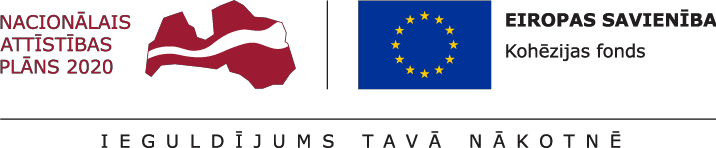 NACIONĀLAIS
ATTĪSTĪBAS
PLĀNS 2020
EIROPAS SAVIENĪBA
Kohēzijas fonds
IEGULDĪJUMS TAVĀ NĀKOTNĒ